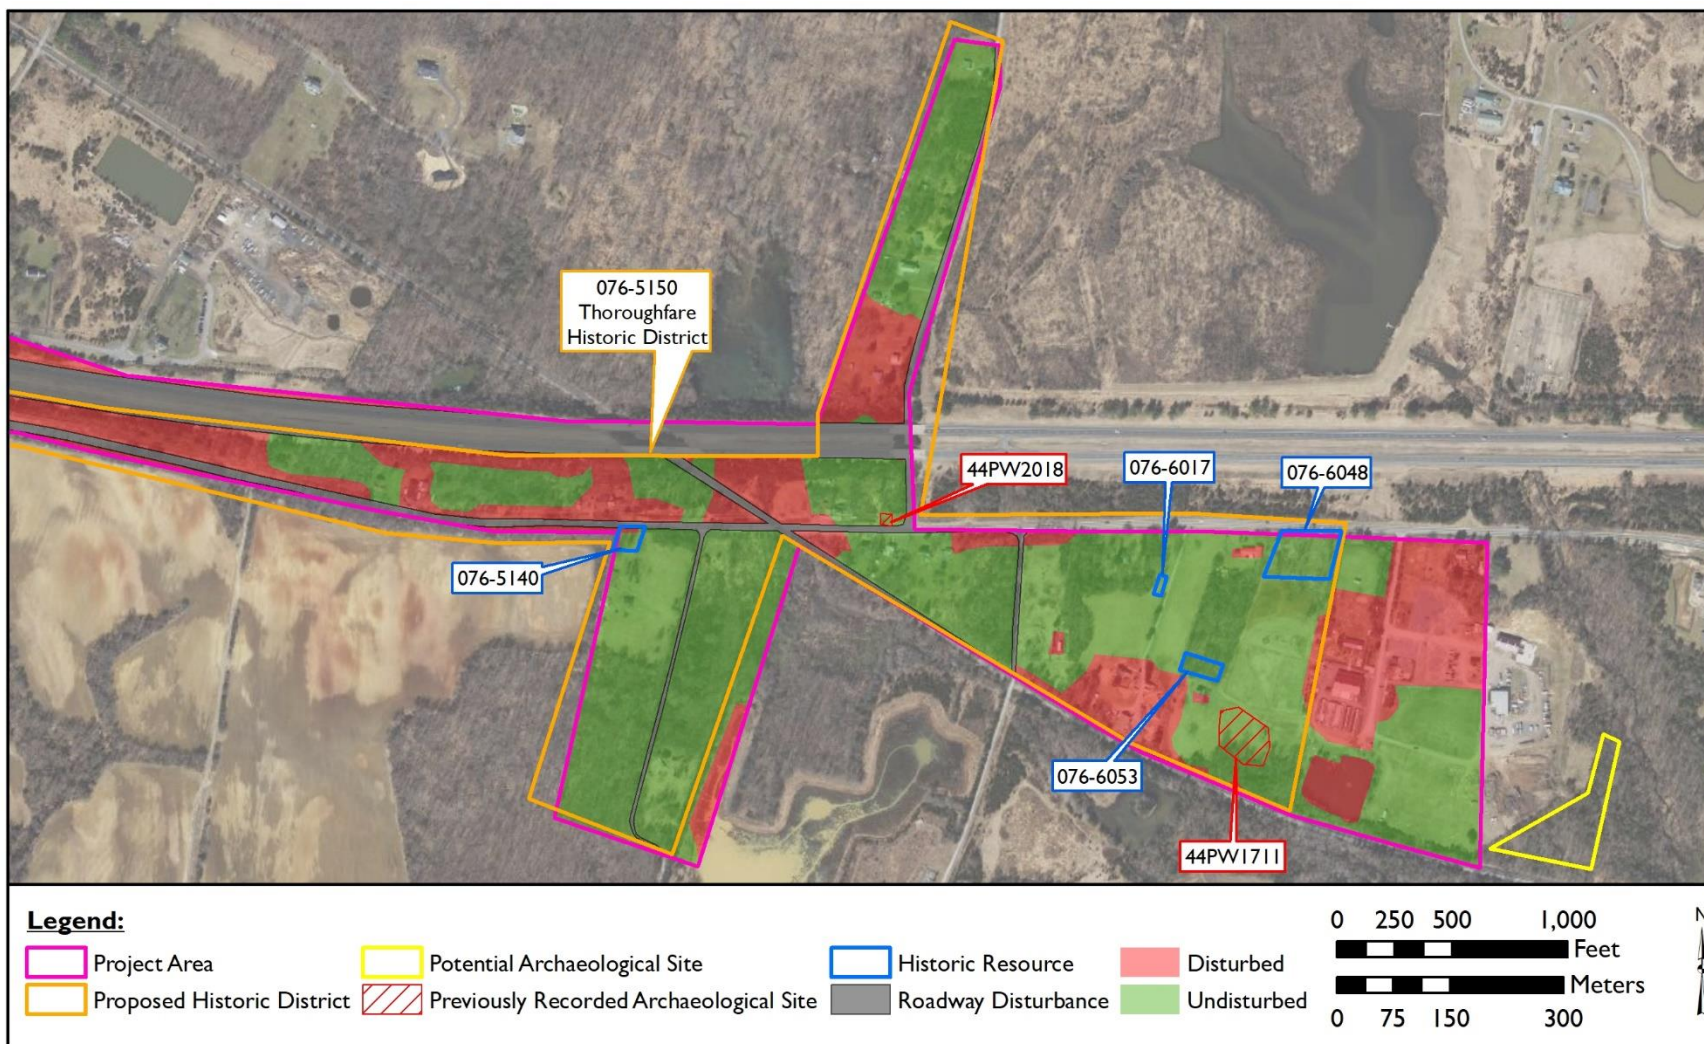 076-5150
Thoroughfare
Historic District
44PW2018
076-6017
076-6048
076-5140
076-6053
44PW1711
Legend:
Project Area
Potential Archaeological Site
Historic Resource
Disturbed
Proposed Historic District
Previously Recorded Archaeological Site
Roadway Disturbance
Undisturbed
0 250 500 1,000
Feet
Meters
0 75 150 300
N